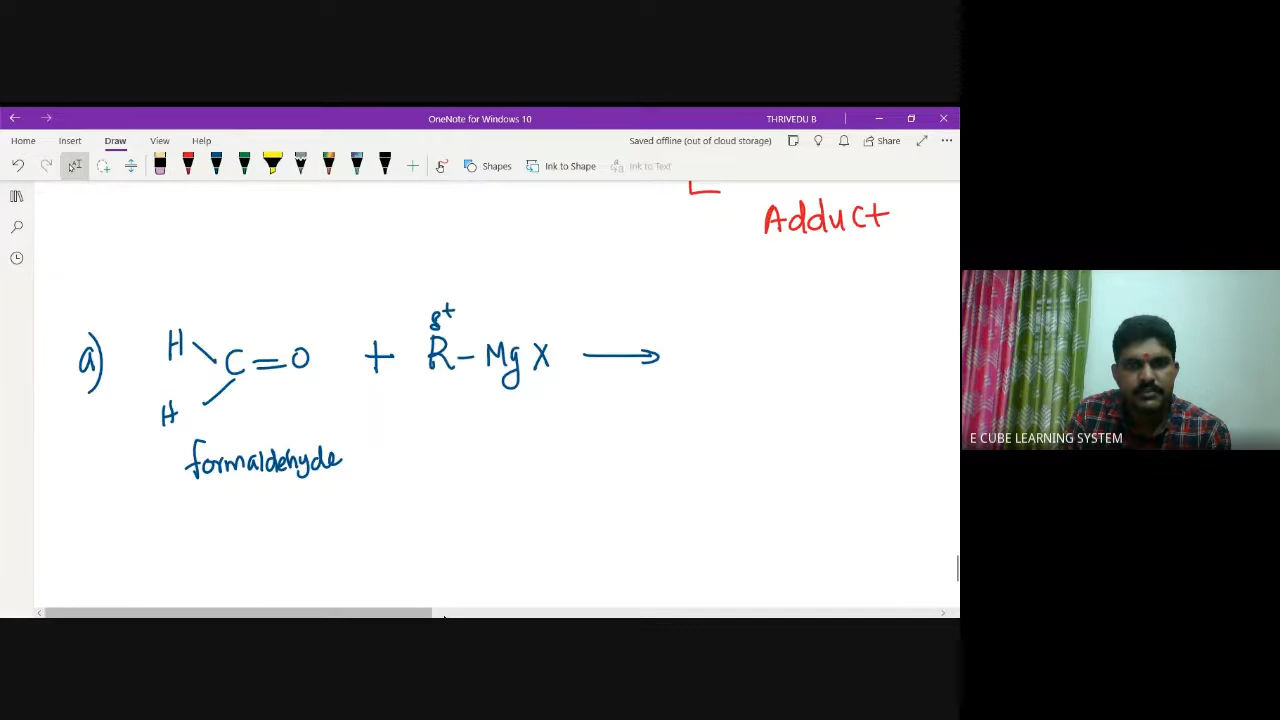 OneNote for Windows 10
THRIVEDU B
Home Insert Draw View Help
Saved offline (out of cloud storage)
Share
Shapes
Ink to Shape
Ink to Text
Adduct
a) H C=O + R-MgX →
δ+
H
formaldehyde
E CUBE LEARNING SYSTEM